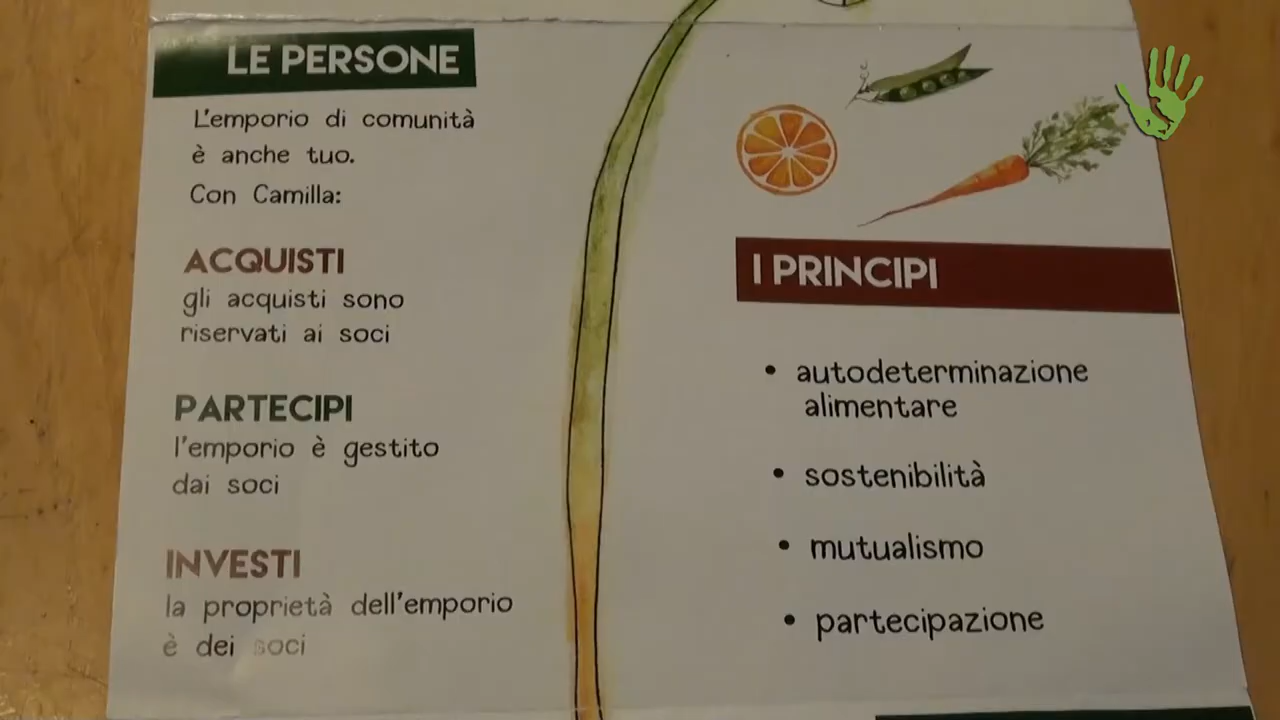 LE PERSONE
L'emporio di comunità
è anche tuo.
Con Camilla:
ACQUISTI
gli acquisti sono
riservati ai soci
PARTECIPI
l'emporio è gestito
dai soci
INVESTI
la proprietà dell'emporio
è dei soci
I PRINCIPI
• autodeterminazione
alimentare
• sostenibilità
• mutualismo
• partecipazione